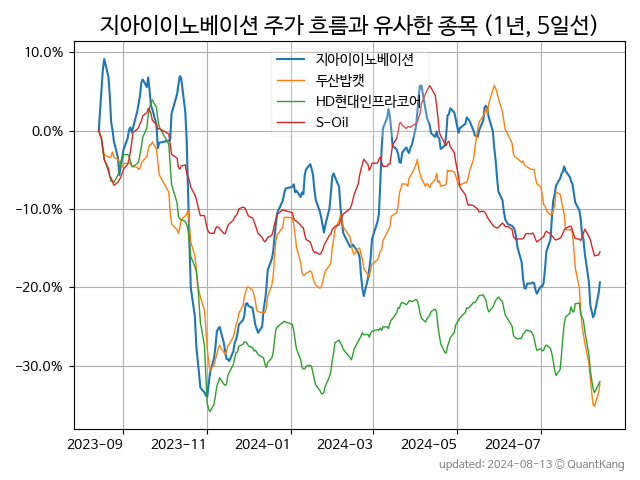 지아이이노베이션 주가 흐름과 유사한 종목 (1년, 5일선)
지아이이노베이션
두산밥캣
HD현대인프라코어
S-Oil
10.0%
0.0%
−10.0%
−20.0%
−30.0%
2023−09 2023−11 2024−01 2024−03 2024−05 2024−07
updated: 2024-08-13 © QuantKang